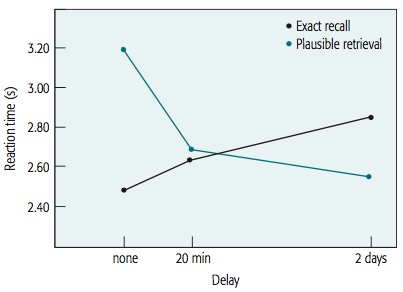 Exact recall
Plausible retrieval
3.20
3.00
2.80
2.60
2.40
Reaction time (s)
none
20 min
2 days
Delay